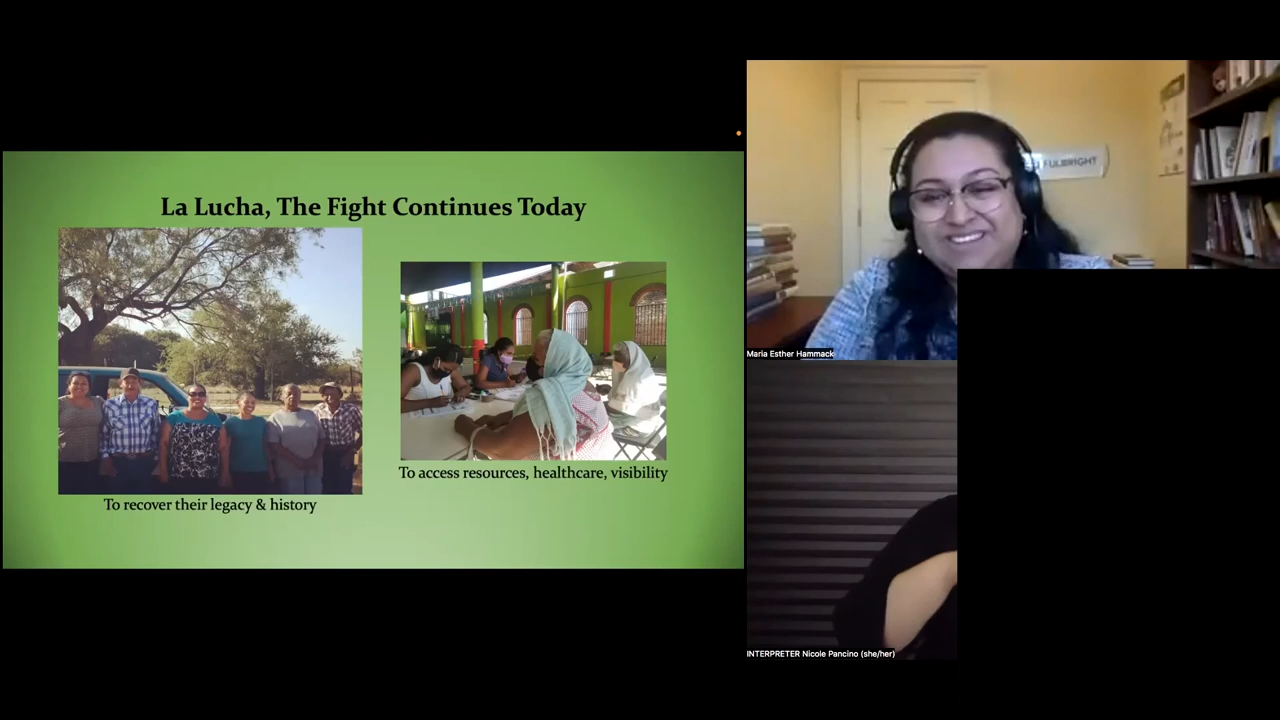 La Lucha, The Fight Continues Today
To access resources, healthcare, visibility
To recover their legacy & history
FULBRIGHT
Maria Esther Hammack
INTERPRETER Nicole Pancino (she/her)